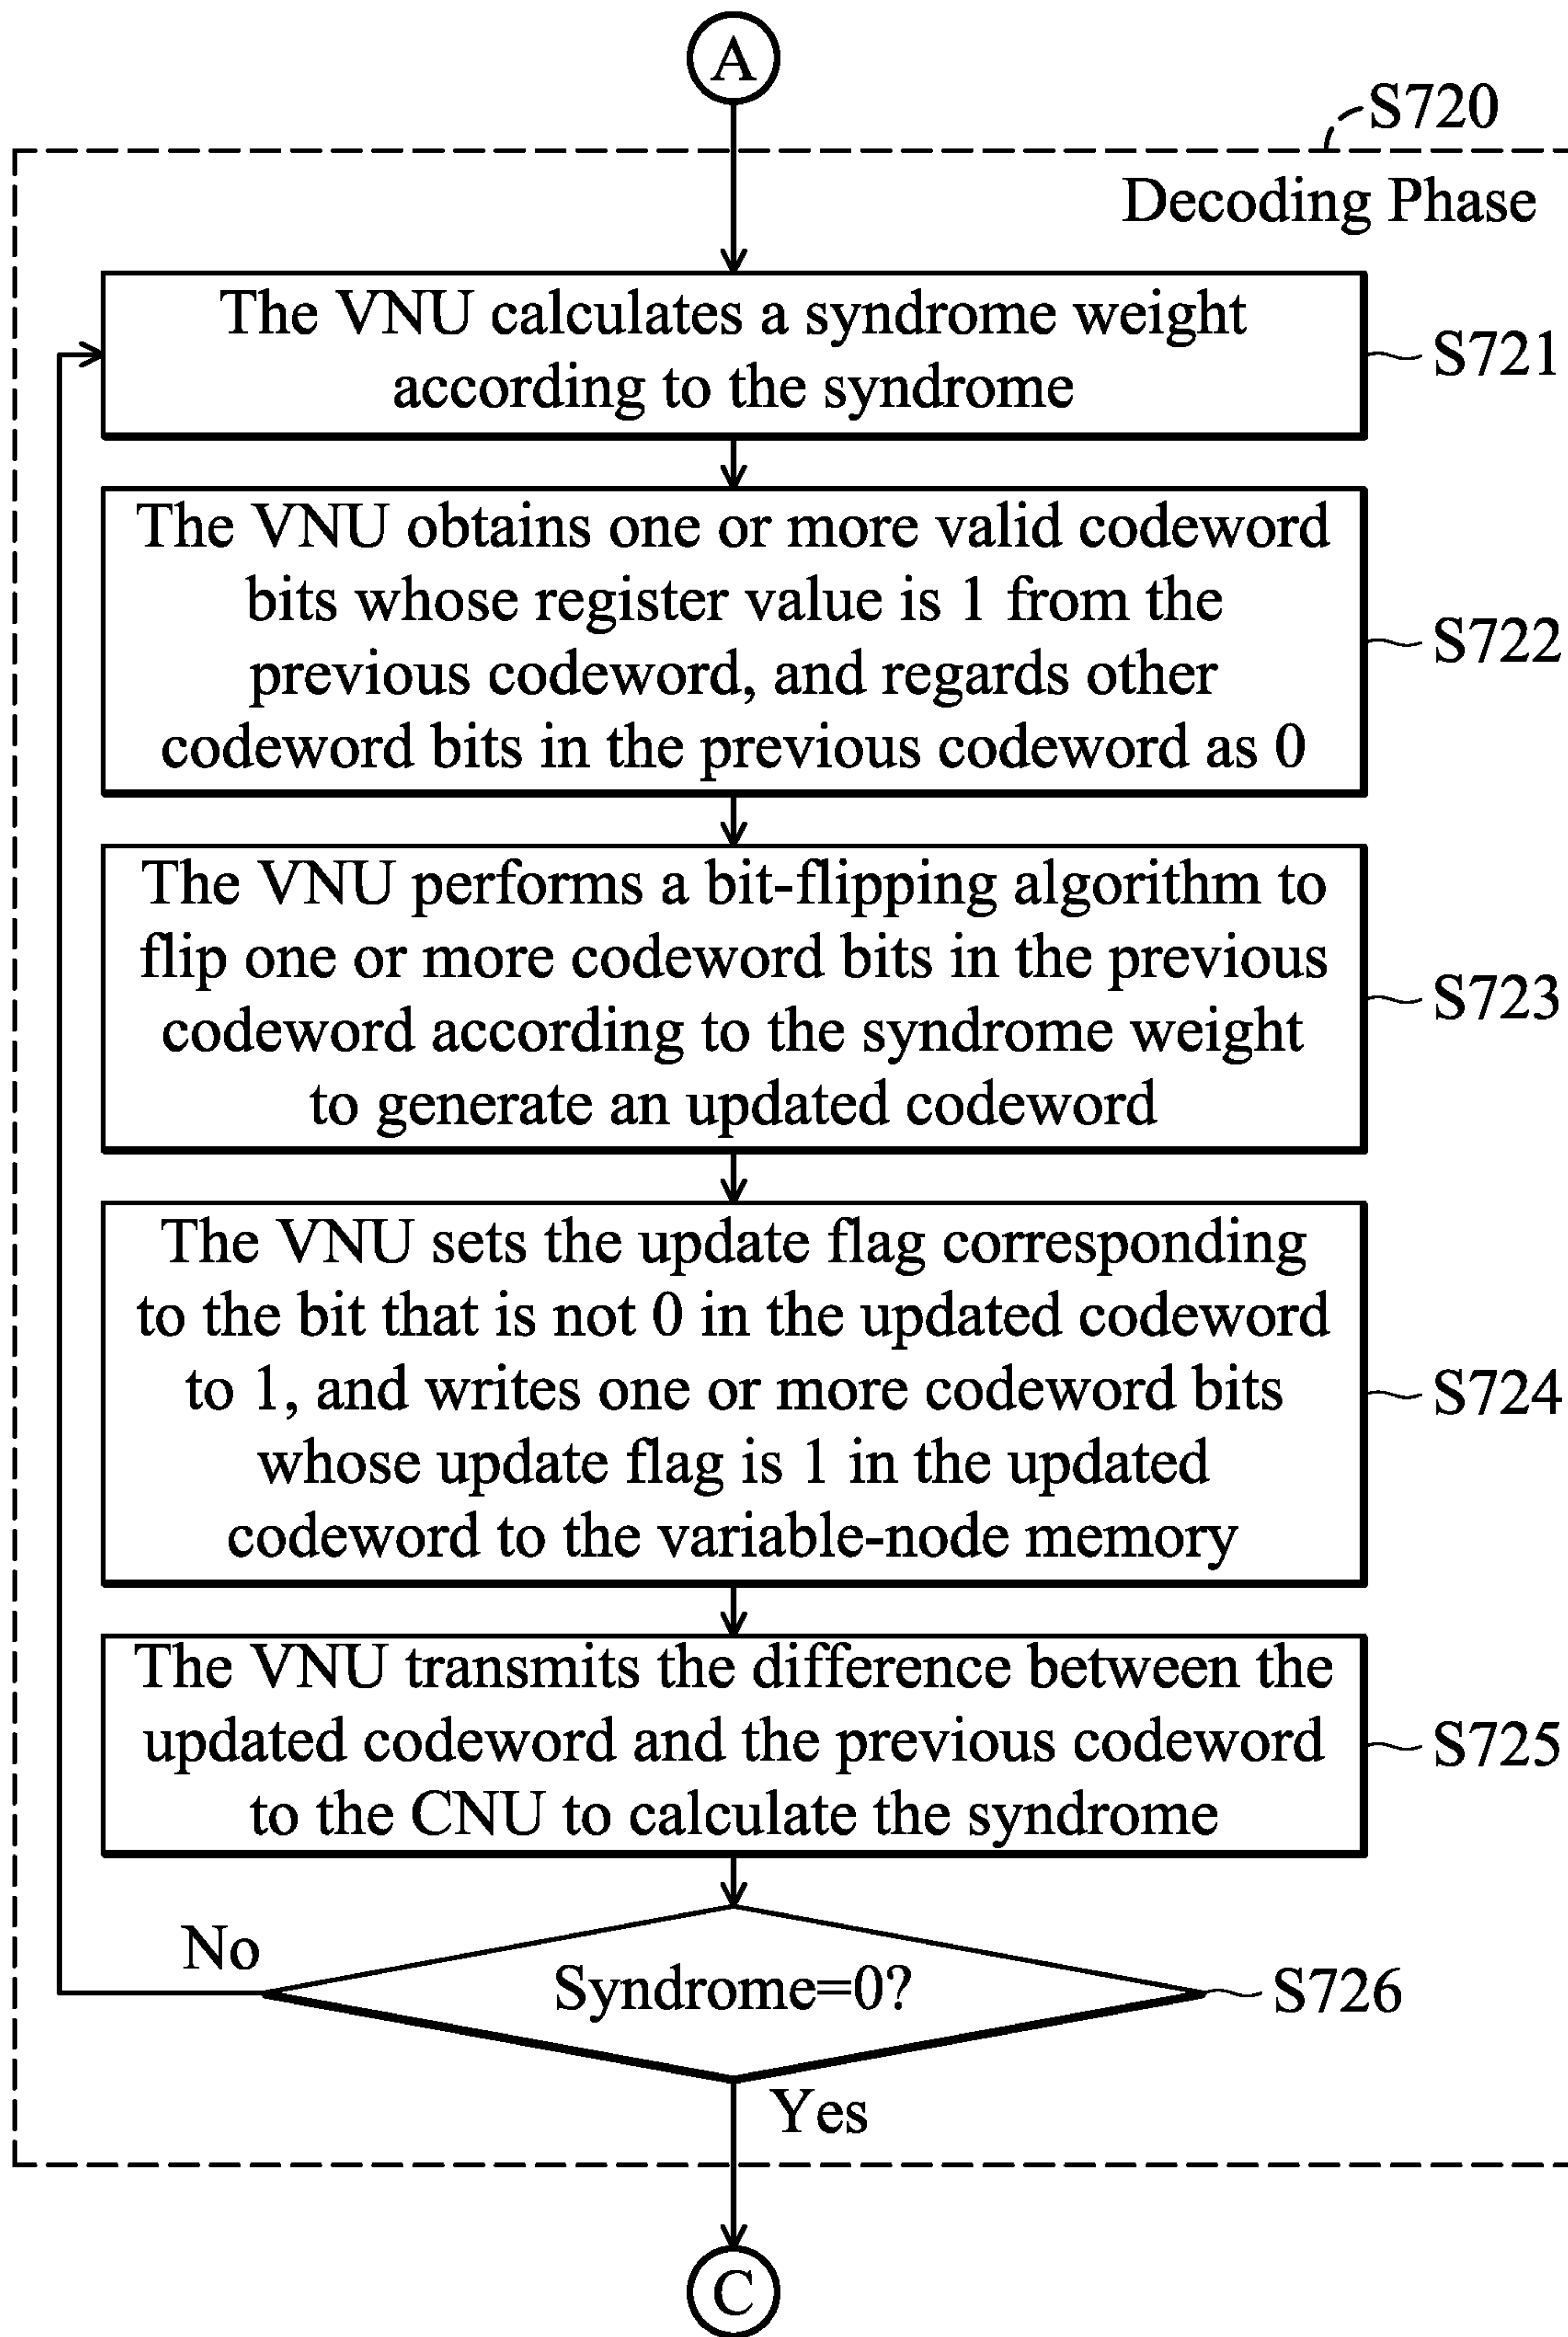 A
S720
Decoding Phase
The VNU calculates a syndrome weight
according to the syndrome
S721
The VNU obtains one or more valid codeword
bits whose register value is 1 from the
previous codeword, and regards other
codeword bits in the previous codeword as 0
S722
The VNU performs a bit-flipping algorithm to
flip one or more codeword bits in the previous
codeword according to the syndrome weight
to generate an updated codeword
S723
The VNU sets the update flag corresponding
to the bit that is not 0 in the updated codeword
to 1, and writes one or more codeword bits
whose update flag is 1 in the updated
codeword to the variable-node memory
S724
The VNU transmits the difference between the
updated codeword and the previous codeword
to the CNU to calculate the syndrome
S725
No
Syndrome=0?
S726
Yes
C